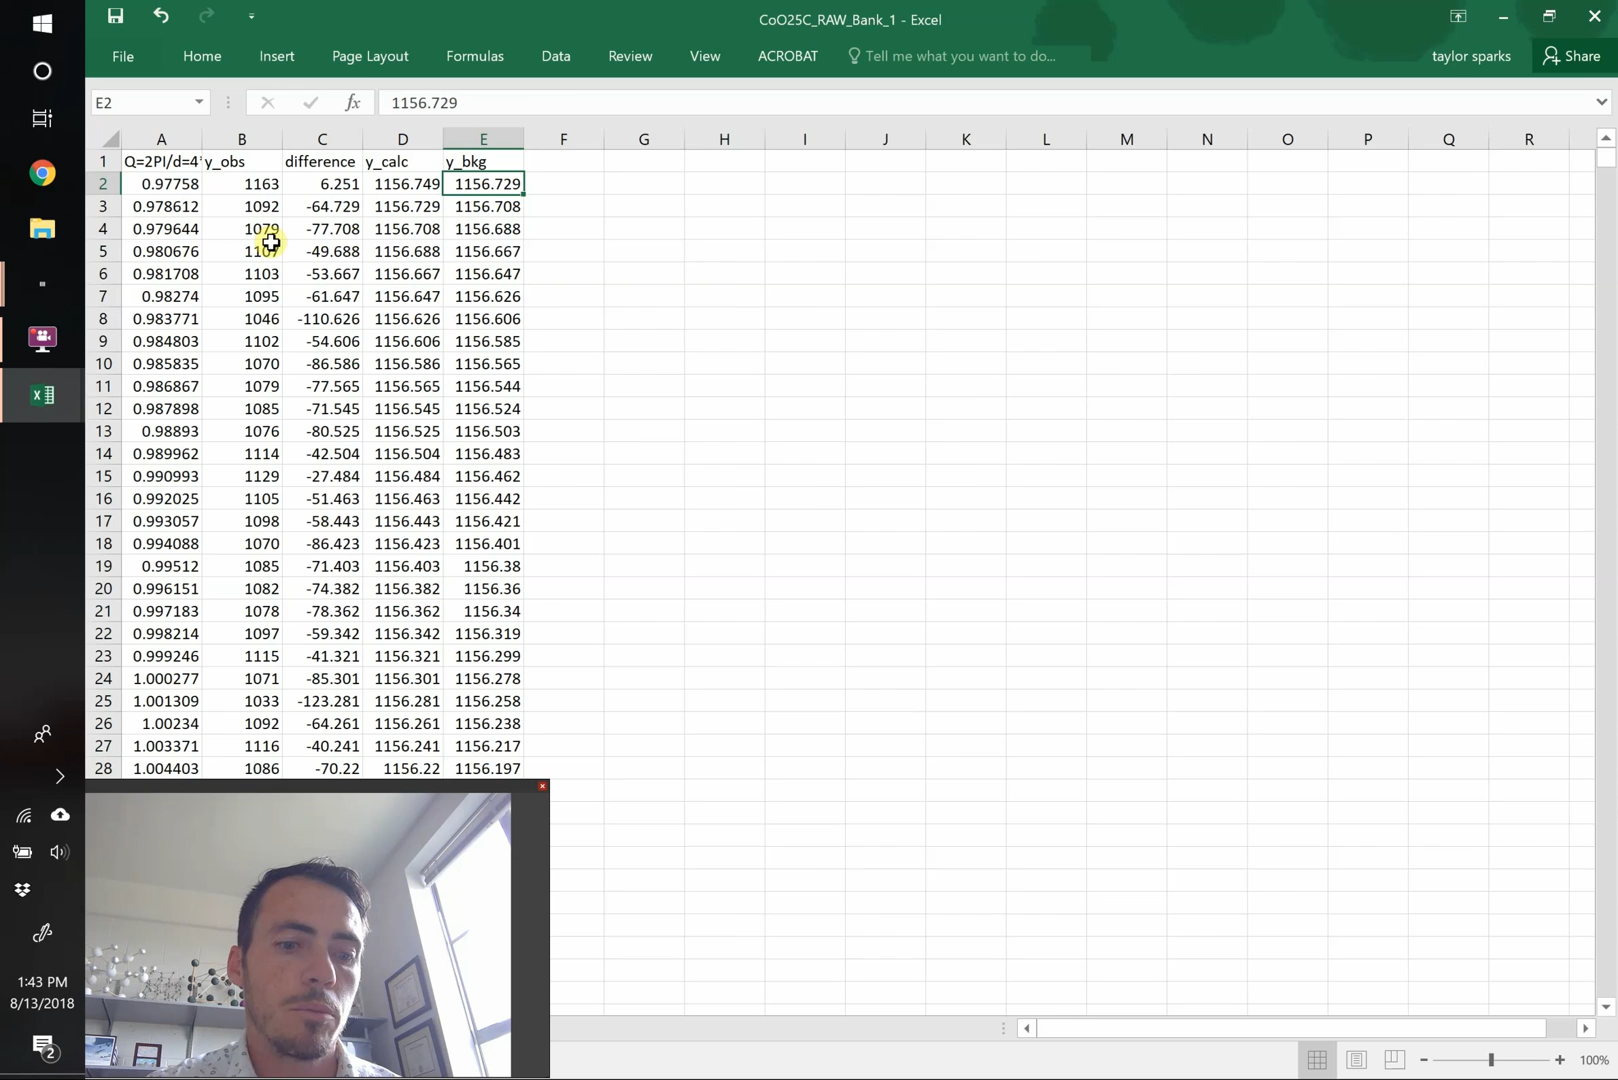 CoO25C_RAW_Bank_1 - Excel
File Home Insert Page Layout Formulas Data Review View ACROBAT Tell me what you want to do... taylor sparks Share
E2 fx 1156.729
A B C D E F G H I J K L M N O P Q R
1 Q=2PI/d=4* y_obs difference y_calc y_bkg
2 0.97758 1163 6.251 1156.749 1156.729
3 0.978612 1092 -64.729 1156.729 1156.708
4 0.979644 1079 -77.708 1156.708 1156.688
5 0.980676 1107 -49.688 1156.688 1156.667
6 0.981708 1103 -53.667 1156.667 1156.647
7 0.98274 1095 -61.647 1156.647 1156.626
8 0.983771 1046 -110.626 1156.626 1156.606
9 0.984803 1102 -54.606 1156.606 1156.585
10 0.985835 1070 -86.586 1156.586 1156.565
11 0.986867 1079 -77.565 1156.565 1156.544
12 0.987898 1085 -71.545 1156.545 1156.524
13 0.98893 1076 -80.525 1156.525 1156.503
14 0.989962 1114 -42.504 1156.504 1156.483
15 0.990993 1129 -27.484 1156.484 1156.462
16 0.992025 1105 -51.463 1156.463 1156.442
17 0.993057 1098 -58.443 1156.443 1156.421
18 0.994088 1070 -86.423 1156.423 1156.401
19 0.99512 1085 -71.403 1156.403 1156.38
20 0.996151 1082 -74.382 1156.382 1156.36
21 0.997183 1078 -78.362 1156.362 1156.34
22 0.998214 1097 -59.342 1156.342 1156.319
23 0.999246 1115 -41.321 1156.321 1156.299
24 1.000277 1071 -85.301 1156.301 1156.278
25 1.001309 1033 -123.281 1156.281 1156.258
26 1.00234 1092 -64.261 1156.261 1156.238
27 1.003371 1116 -40.241 1156.241 1156.217
28 1.004403 1086 -70.22 1156.22 1156.197
1:43 PM
8/13/2018
2
100%